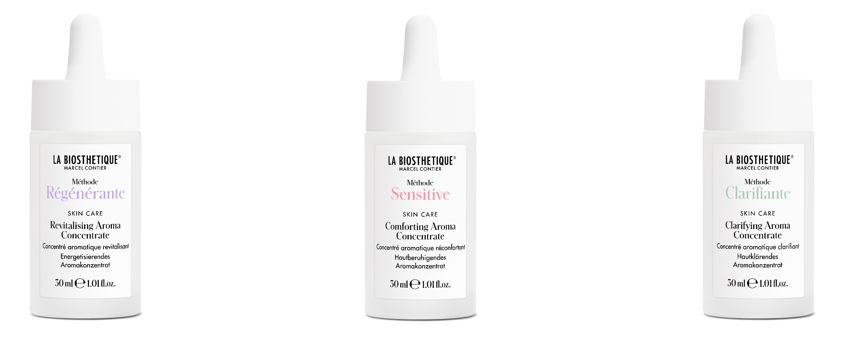 LA BIOSTHETIQUE®
MARCEL CONTIER
Méthode
Régénérante
SKIN CARE
Revitalising Aroma
Concentrate
Concentré aromatique revitalisant
Energetisierendes
Aromakonzentrat
30 ml ℮ 1.01 fl.oz.
LA BIOSTHETIQUE®
MARCEL CONTIER
Méthode
Sensitive
SKIN CARE
Comforting Aroma
Concentrate
Concentré aromatique réconfortant
Hautberuhigendes
Aromakonzentrat
30 ml ℮ 1.01 fl.oz.
LA BIOSTHETIQUE®
MARCEL CONTIER
Méthode
Clarifiante
SKIN CARE
Clarifying Aroma
Concentrate
Concentré aromatique clarifiant
Hautklärendes
Aromakonzentrat
30 ml ℮ 1.01 fl.oz.